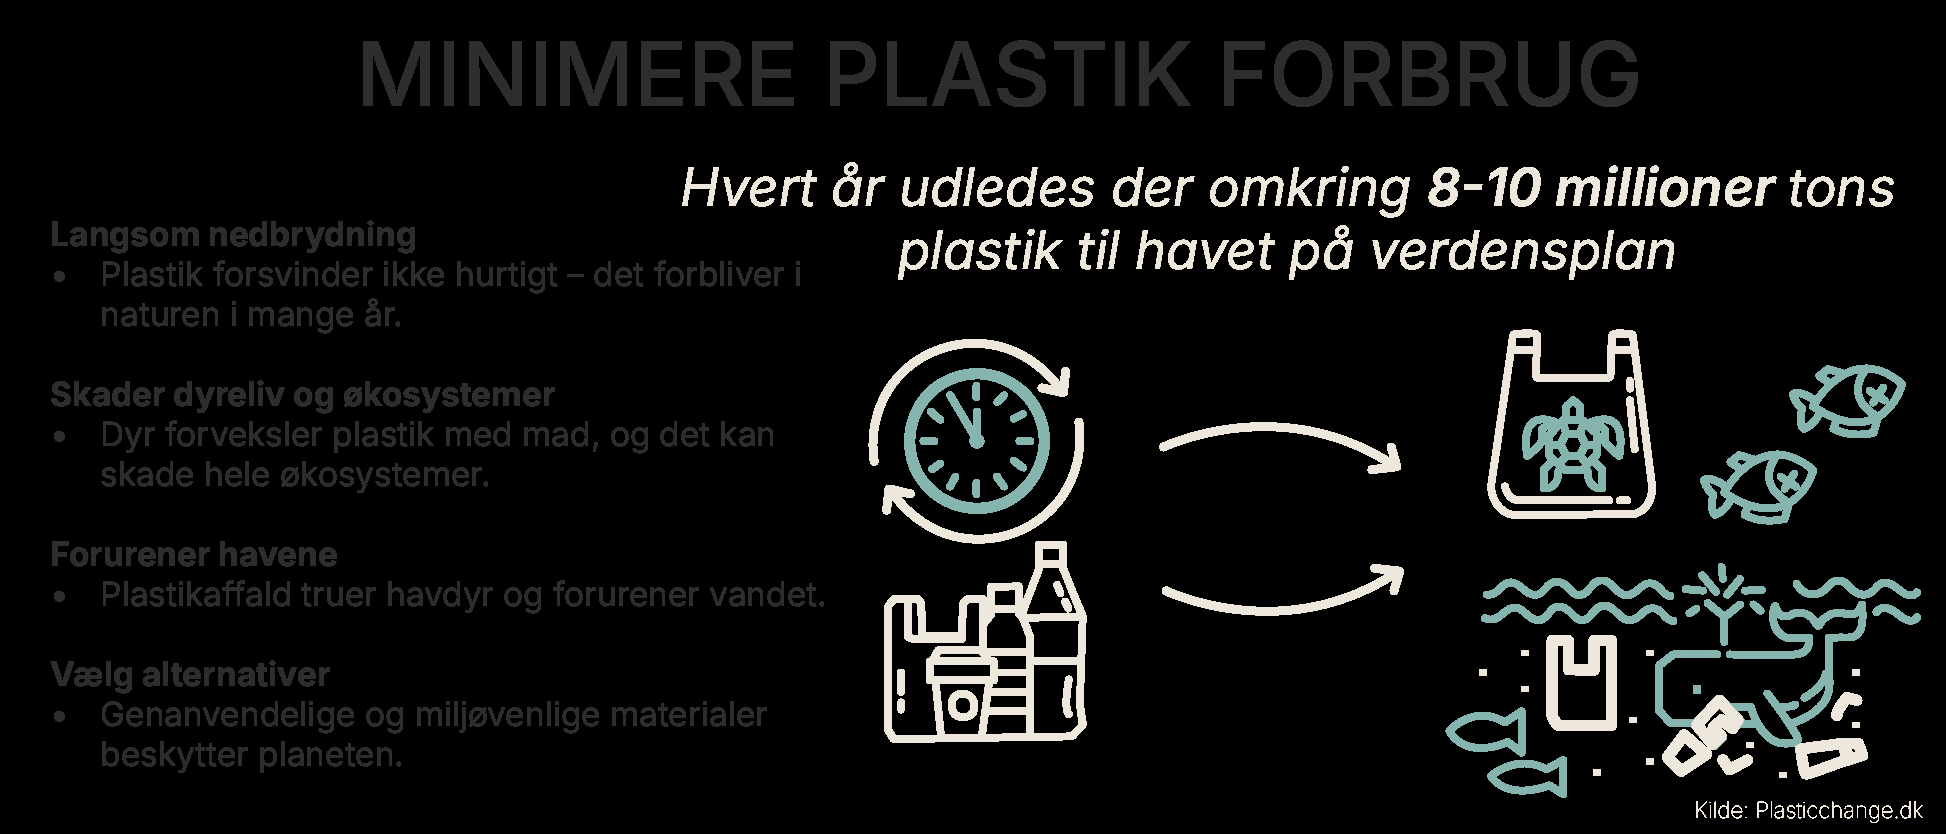 MINIMERE PLASTIK FORBRUG
Hvert år udledes der omkring 8-10 millioner tons
plastik til havet på verdensplan
Langsom nedbrydning
• Plastik forsvinder ikke hurtigt – det forbliver i
naturen i mange år.
Skader dyreliv og økosystemer
• Dyr forveksler plastik med mad, og det kan
skade hele økosystemer.
Forurener havene
• Plastikaffald truer havdyr og forurener vandet.
Vælg alternativer
• Genanvendelige og miljøvenlige materialer
beskytter planeten.
Kilde: Plasticchange.dk